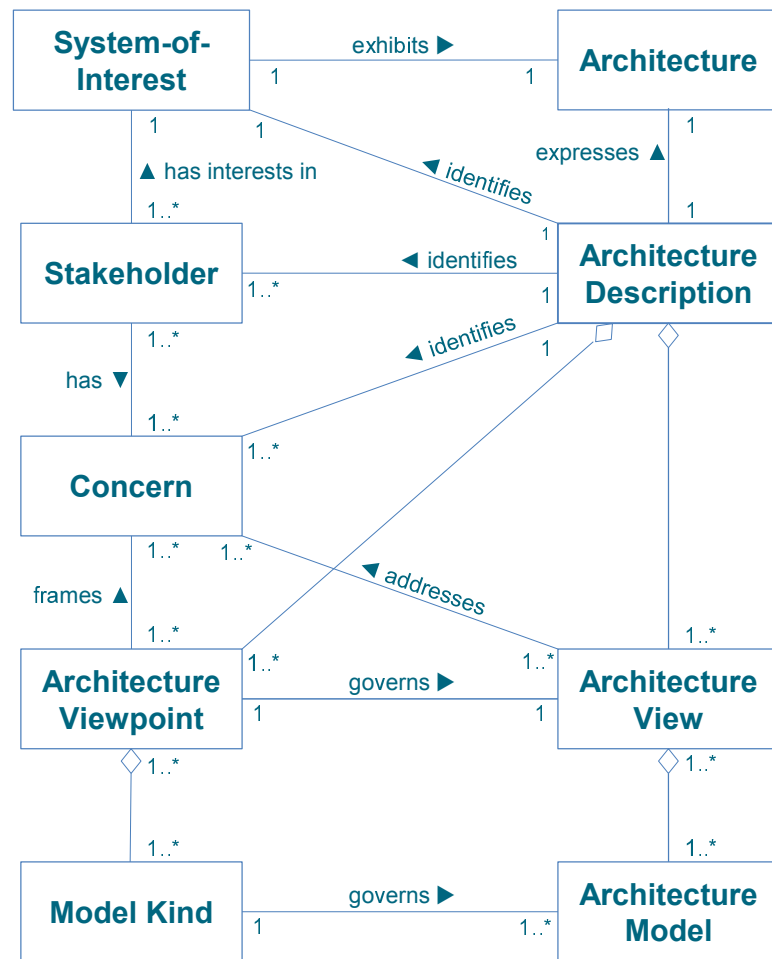 System-of-
Interest
exhibits ▶
1
1
Architecture
1
1
1
▲ has interests in
◀ identifies
expresses ▲
1..*
1
1
Stakeholder
1..*
◀ identifies
1
Architecture
Description
1..*
has ▼
◀ identifies
1
1..*
1..*
Concern
1..*
1..*
frames ▲
◀ addresses
1..*
1..*
1..*
1..*
Architecture
Viewpoint
1
governs ▶
1
Architecture
View
1..*
1..*
1..*
1..*
Model Kind
1
governs ▶
1..*
Architecture
Model